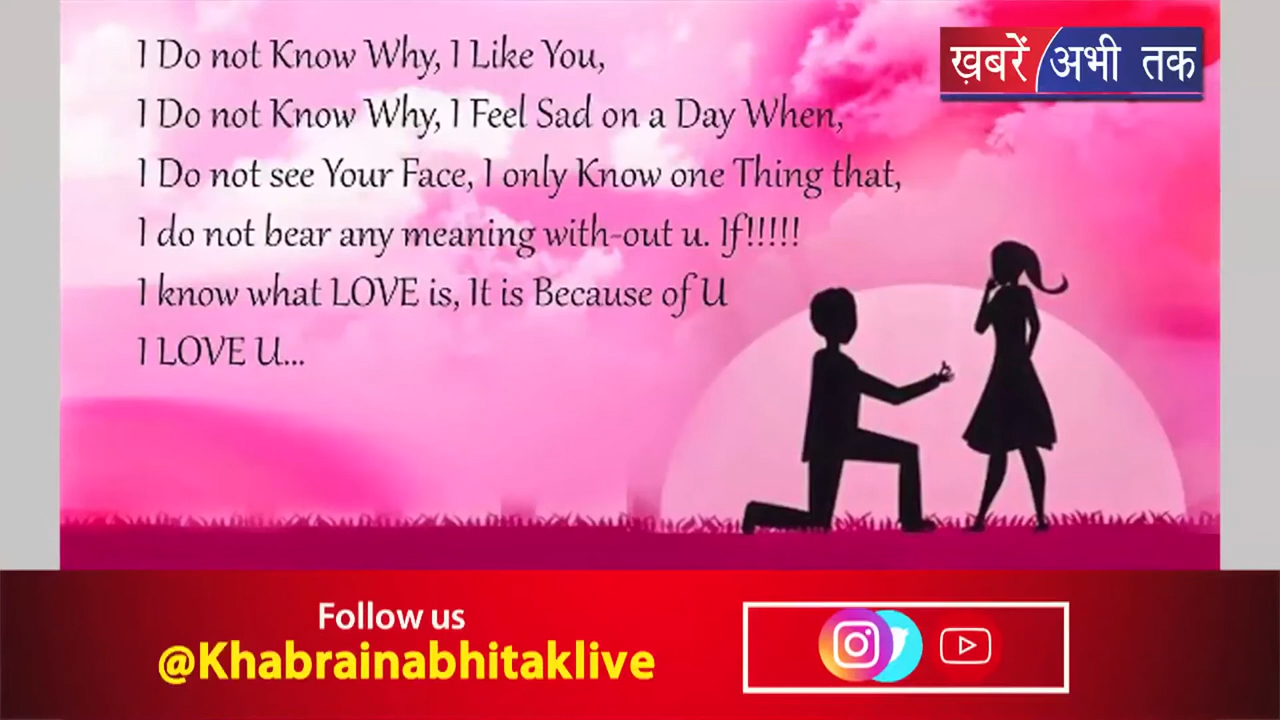 I Do not Know Why, I Like You,
I Do not Know Why, I Feel Sad on a Day When,
I Do not see Your Face, I only Know one Thing that,
I do not bear any meaning with-out u. If!!!!!
I know what LOVE is, It is Because of U
I LOVE U...
ख़बरें अभी तक
Follow us
@Khabrainabhitaklive